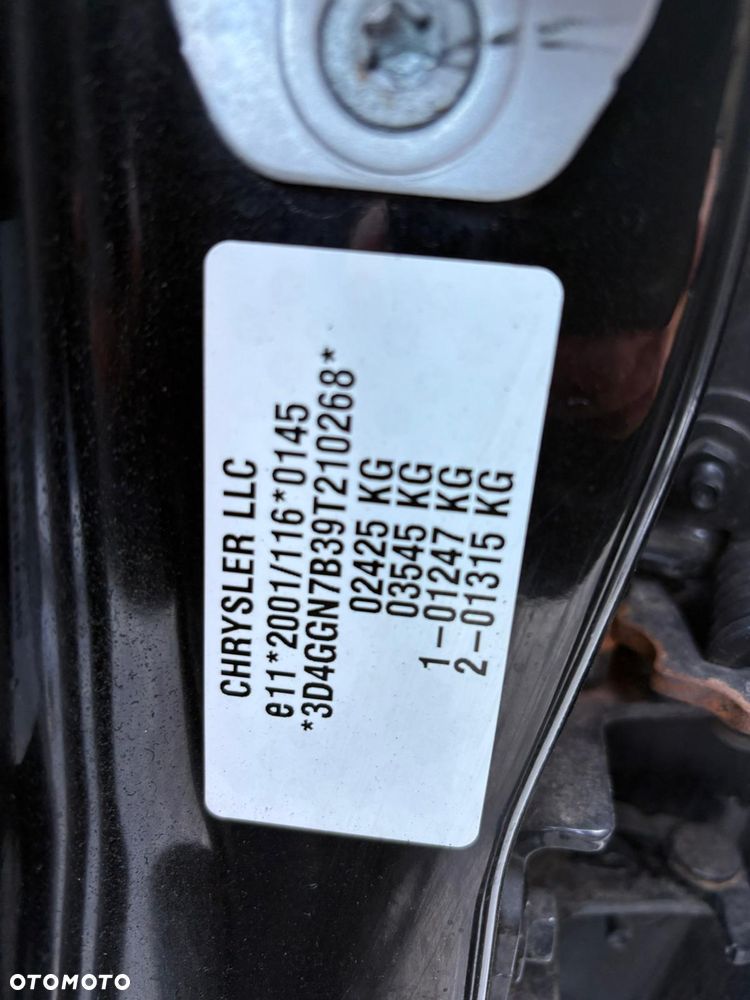 CHRYSLER LLC
e11*2001/116*0145
*3D4GGN7B39T210268*
02425 KG
03545 KG
1-01247 KG
2-01315 KG
OTOMOTO